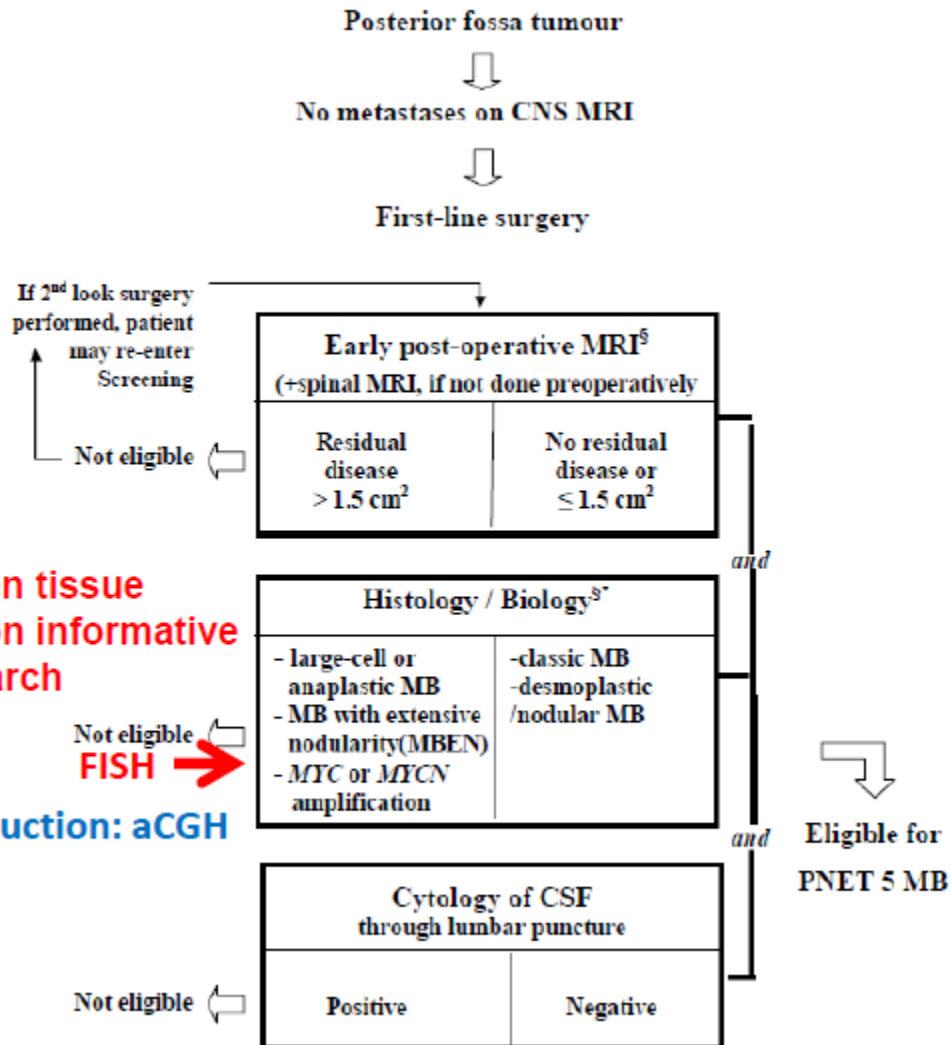 Posterior fossa tumour
No metastases on CNS MRI
First-line surgery
If 2nd look surgery
performed, patient
may re-enter
Screening
Early post-operative MRI§
(+spinal MRI, if not done preoperatively
Not eligible
Residual
disease
> 1.5 cm²
No residual
disease or
≤ 1.5 cm²
and
en tissue
on informative
arch
Histology / Biology§*
- large-cell or
anaplastic MB
- MB with extensive
nodularity(MBEN)
- MYC or MYCN
amplification
-classic MB
-desmoplastic
/nodular MB
Not eligible
FISH
uction: aCGH
and
Eligible for
PNET 5 MB
Cytology of CSF
through lumbar puncture
Not eligible
Positive
Negative